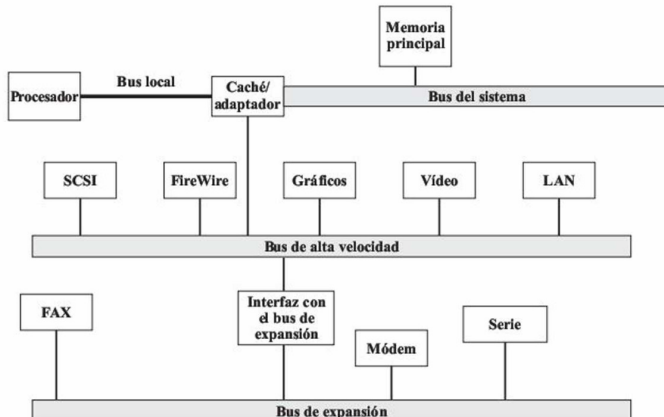 Memoria
principal
Procesador
Bus local
Caché/
adaptador
Bus del sistema
SCSI
FireWire
Gráficos
Vídeo
LAN
Bus de alta velocidad
FAX
Interfaz con
el bus de
expansión
Módem
Serie
Bus de expansión